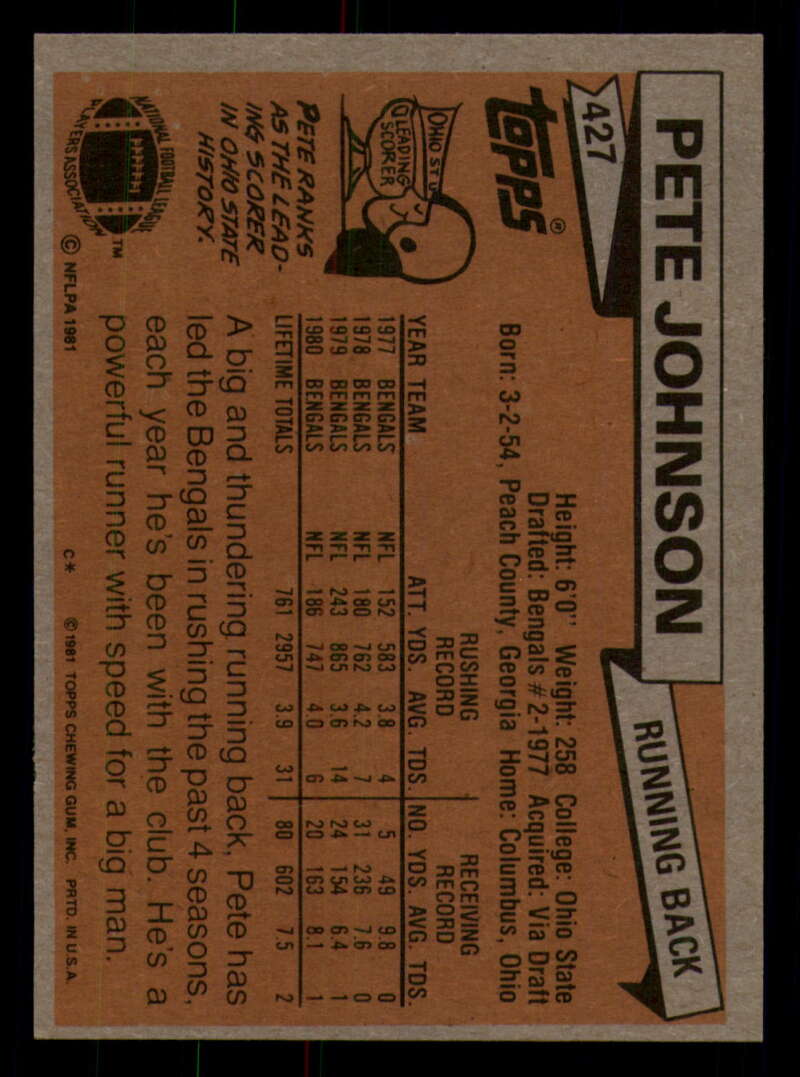 PETE JOHNSON
RUNNING BACK
427
TOPPS®
Height: 6'0" Weight: 258 College: Ohio State
Drafted: Bengals #2-1977 Acquired: Via Draft
Born: 3-2-54, Peach County, Georgia Home: Columbus, Ohio
OHIO ST. U.
LEADING
SCORER
PETE RANKS
AS THE LEAD-
ING SCORER
IN OHIO STATE
HISTORY.
RUSHING RECEIVING
RECORD RECORD
YEAR TEAM ATT. YDS. AVG. TDS. NO. YDS. AVG. TDS.
1977 BENGALS NFL 152 583 3.8 4 5 49 9.8 0
1978 BENGALS NFL 180 762 4.2 7 31 236 7.6 0
1979 BENGALS NFL 243 865 3.6 14 24 154 6.4 1
1980 BENGALS NFL 186 747 4.0 6 20 163 8.1 1
LIFETIME TOTALS 761 2957 3.9 31 80 602 7.5 2
A big and thundering running back, Pete has
led the Bengals in rushing the past 4 seasons,
each year he's been with the club. He's a
powerful runner with speed for a big man.
NATIONAL FOOTBALL LEAGUE
PLAYERS ASSOCIATION
TM
© NFLPA 1981
C* ©1981 TOPPS CHEWING GUM, INC. PRTD. IN U.S.A.